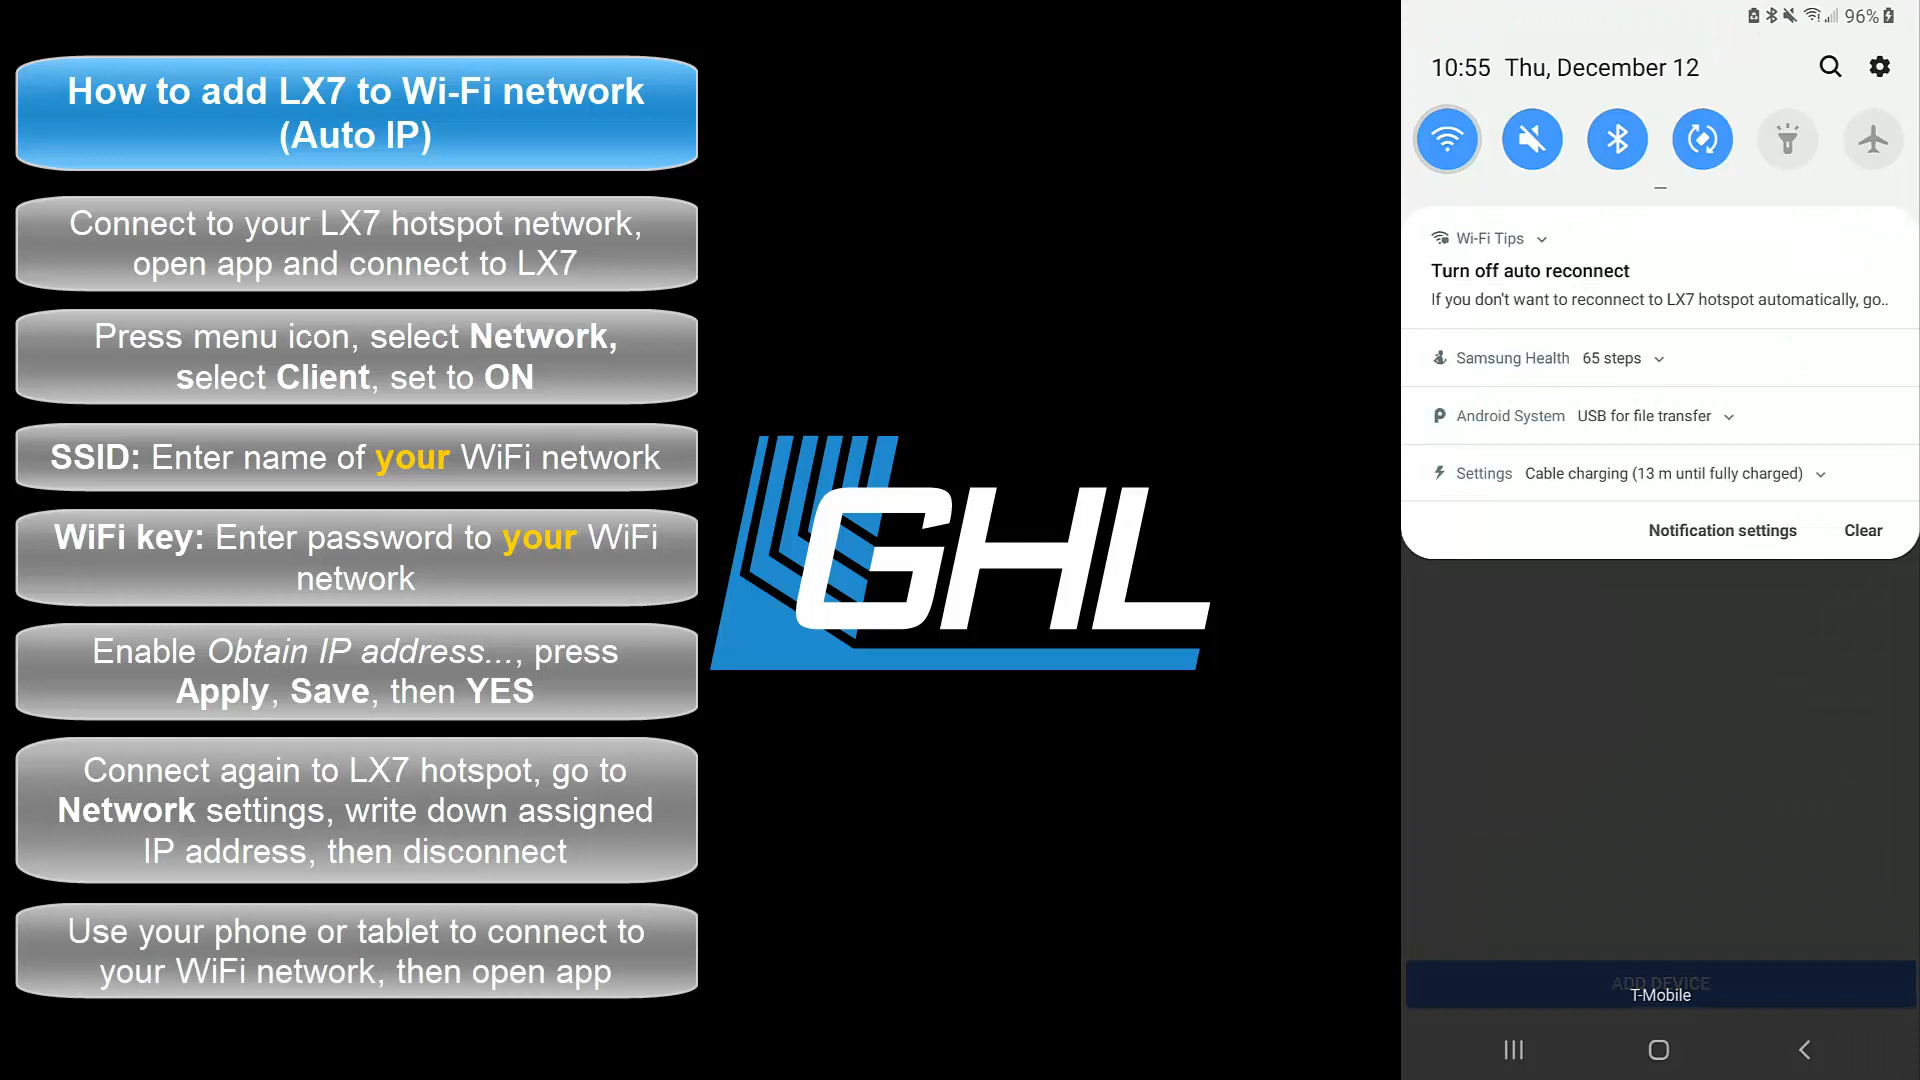 How to add LX7 to Wi-Fi network
(Auto IP)
Connect to your LX7 hotspot network,
open app and connect to LX7
Press menu icon, select Network,
select Client, set to ON
SSID: Enter name of your WiFi network
WiFi key: Enter password to your WiFi
network
Enable Obtain IP address..., press
Apply, Save, then YES
Connect again to LX7 hotspot, go to
Network settings, write down assigned
IP address, then disconnect
Use your phone or tablet to connect to
your WiFi network, then open app
GHL
96%
10:55 Thu, December 12
Wi-Fi Tips
Turn off auto reconnect
If you don't want to reconnect to LX7 hotspot automatically, go..
Samsung Health 65 steps
Android System USB for file transfer
Settings Cable charging (13 m until fully charged)
Notification settings Clear
ADD DEVICE
T-Mobile